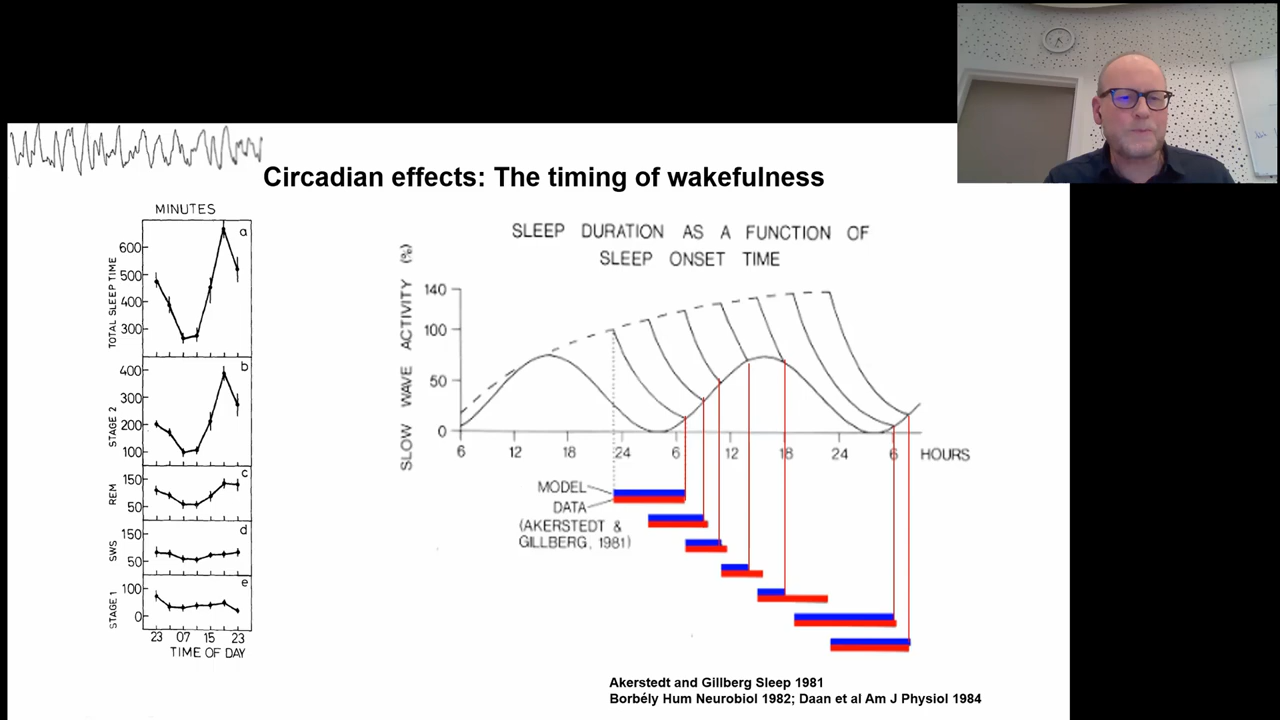 Circadian effects: The timing of wakefulness
MINUTES
a
TOTAL SLEEP TIME
600
500
400
300
b
STAGE 2
400
300
200
100
c
REM
150
50
d
SWS
150
50
e
STAGE 1
100
0
23 07 15 23
TIME OF DAY
SLEEP DURATION AS A FUNCTION OF
SLEEP ONSET TIME
SLOW WAVE ACTIVITY (%)
140
100
50
0
6 12 18 24 6 12 18 24 6 HOURS
MODEL
DATA
(AKERSTEDT &
GILLBERG, 1981)
Akerstedt and Gillberg Sleep 1981
Borbély Hum Neurobiol 1982; Daan et al Am J Physiol 1984